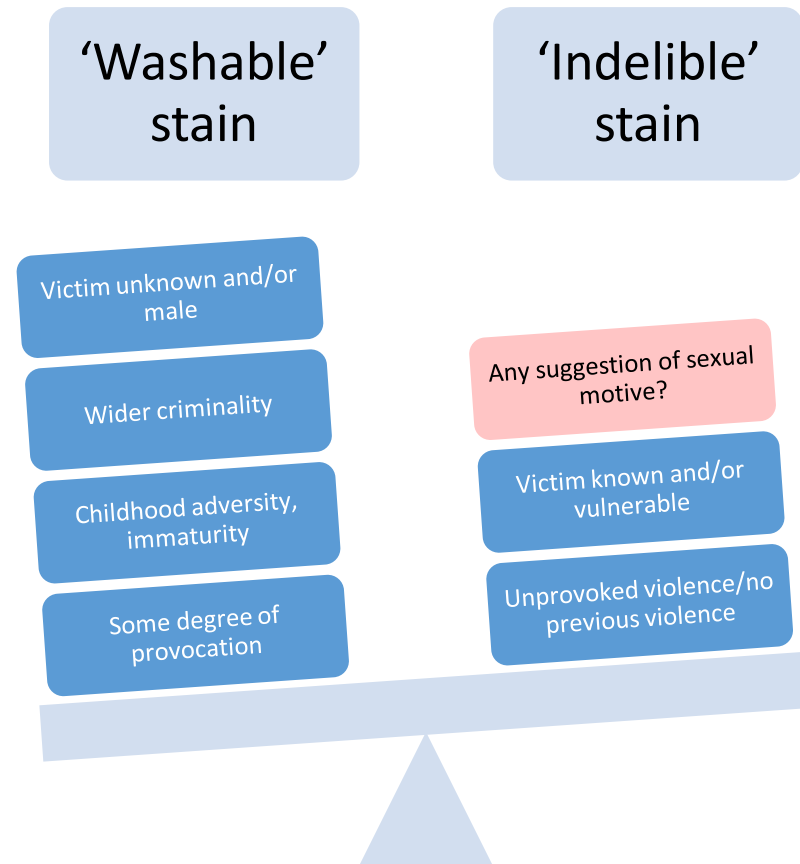 ‘Washable’
stain
‘Indelible’
stain
Victim unknown and/or
male
Wider criminality
Childhood adversity,
immaturity
Some degree of
provocation
Any suggestion of sexual
motive?
Victim known and/or
vulnerable
Unprovoked violence/no
previous violence